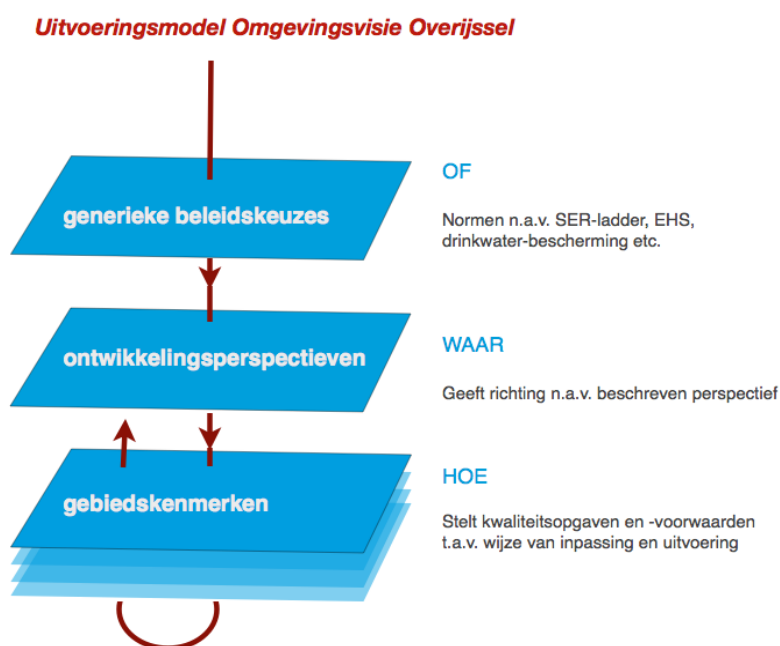 Uitvoeringsmodel Omgevingsvisie Overijssel
generieke beleidskeuzes
OF
Normen n.a.v. SER-ladder, EHS,
drinkwater-bescherming etc.
ontwikkelingsperspectieven
WAAR
Geeft richting n.a.v. beschreven perspectief
gebiedskenmerken
HOE
Stelt kwaliteitsopgaven en -voorwaarden
t.a.v. wijze van inpassing en uitvoering